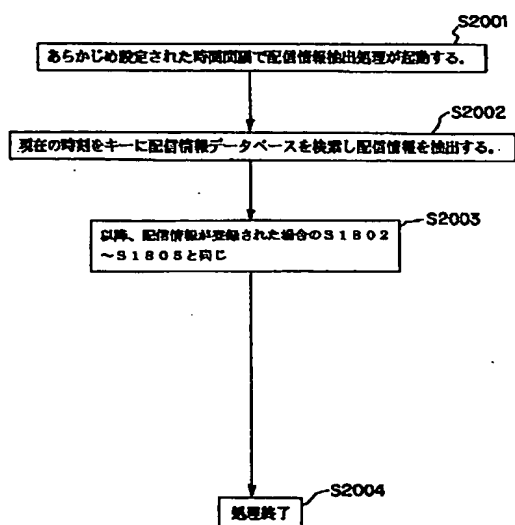 S2001
あらかじめ設定された時間間隔で配信情報抽出処理が起動する。
S2002
現在の時刻をキーに配信情報データベースを検索し配信情報を検出する。
S2003
以降、配信情報が登録された場合のS1802
～S1805と同じ
S2004
処理終了